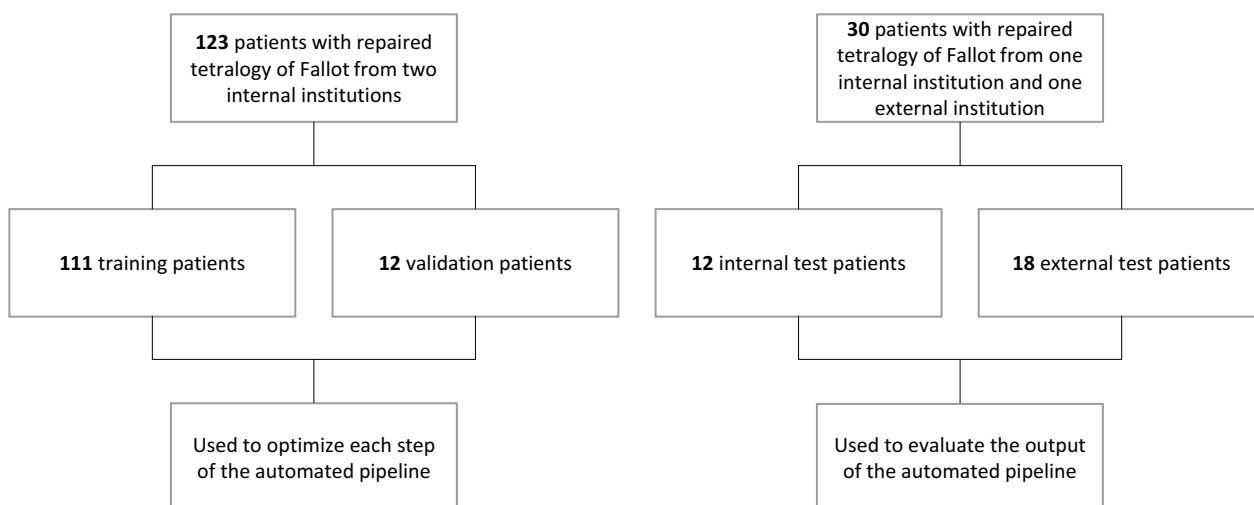 123 patients with repaired
tetralogy of Fallot from two
internal institutions
30 patients with repaired
tetralogy of Fallot from one
internal institution and one
external institution
111 training patients
12 validation patients
12 internal test patients
18 external test patients
Used to optimize each step
of the automated pipeline
Used to evaluate the output
of the automated pipeline